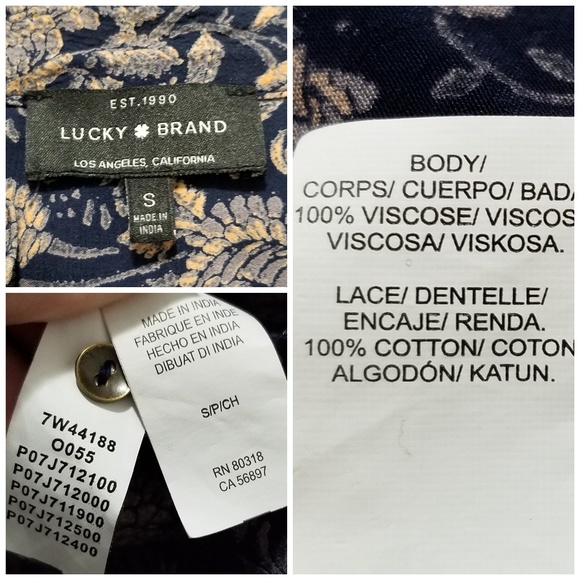 EST.1990
LUCKY BRAND
LOS ANGELES, CALIFORNIA
S
MADE IN
INDIA
BODY/
CORPS/ CUERPO/ BADA/
100% VISCOSE/ VISCOS
VISCOSA/ VISKOSA.
LACE/ DENTELLE/
ENCAJE/ RENDA.
100% COTTON/ COTON
ALGODÓN/ KATUN.
7W44188
O055
P07J712100
P07J712000
P07J711900
P07J712500
P07J712400
MADE IN INDIA
FABRIQUE EN INDE
HECHO EN INDIA
DIBUAT DI INDIA
S/P/CH
RN 80318
CA 56897